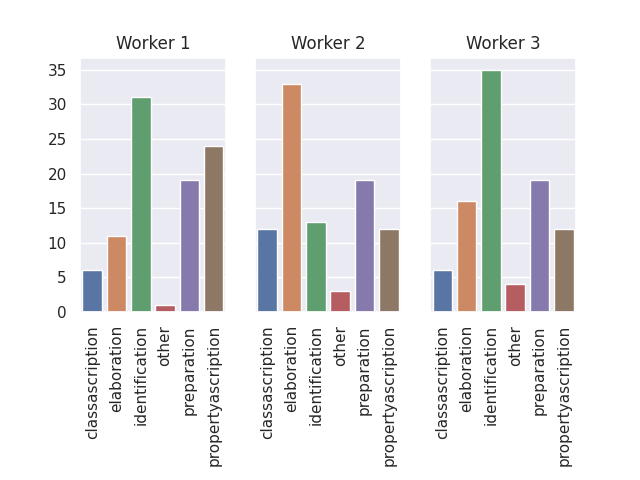 Worker 1
Worker 2
Worker 3
35
30
25
20
15
10
5
0
classascription
elaboration
identification
other
preparation
propertyascription
classascription
elaboration
identification
other
preparation
propertyascription
classascription
elaboration
identification
other
preparation
propertyascription